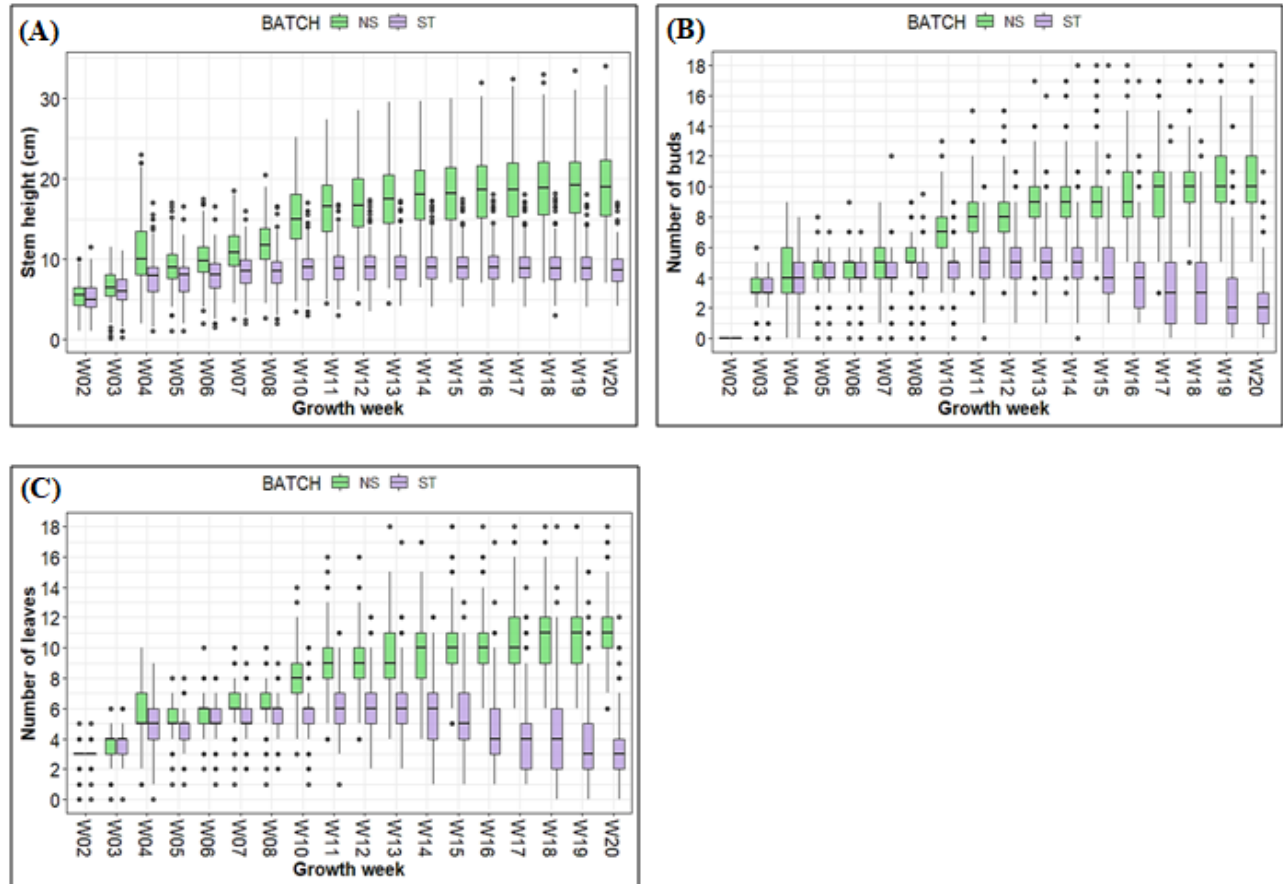 (A)
BATCH NS ST
Stem height (cm)
30
20
10
0
W02 W03 W04 W05 W06 W07 W08 W10 W11 W12 W13 W14 W15 W16 W17 W18 W19 W20
Growth week
(B)
BATCH NS ST
Number of buds
18
16
14
12
10
8
6
4
2
0
W02 W03 W04 W05 W06 W07 W08 W10 W11 W12 W13 W14 W15 W16 W17 W18 W19 W20
Growth week
(C)
BATCH NS ST
Number of leaves
18
16
14
12
10
8
6
4
2
0
W02 W03 W04 W05 W06 W07 W08 W10 W11 W12 W13 W14 W15 W16 W17 W18 W19 W20
Growth week